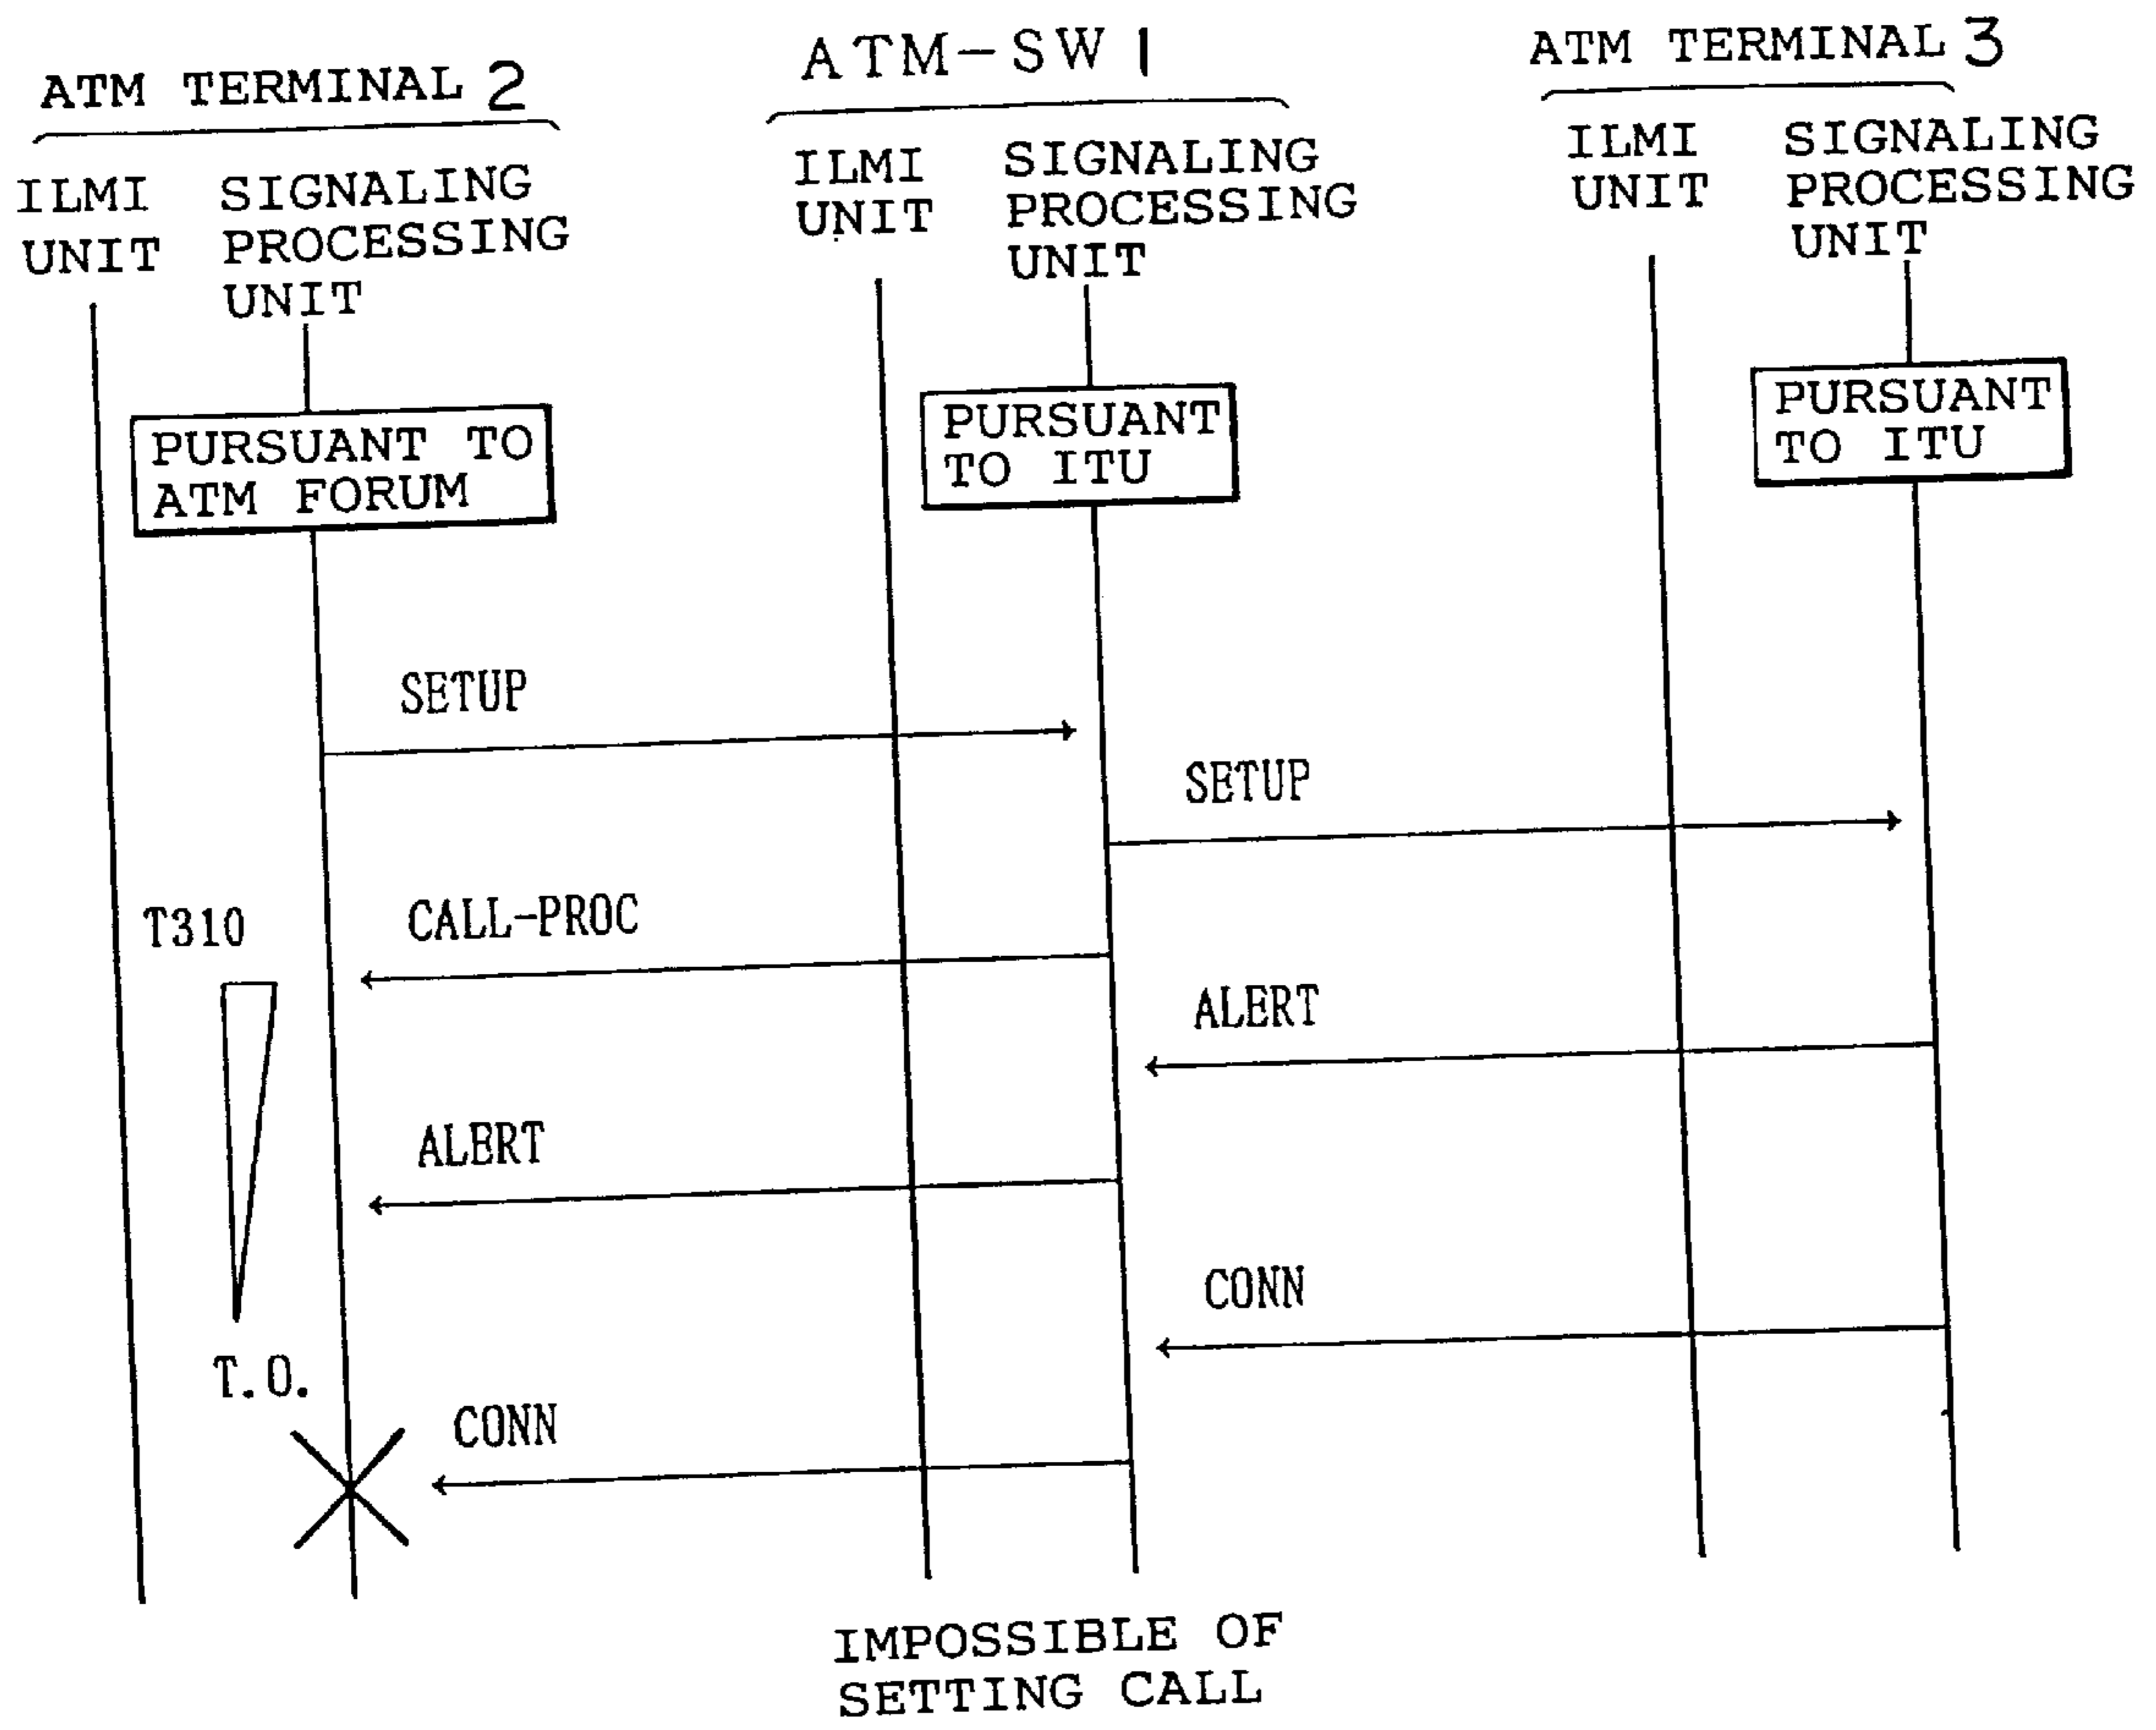 ATM TERMINAL 2
ATM-SW 1
ATM TERMINAL 3
ILMI
UNIT
SIGNALING
PROCESSING
UNIT
ILMI
UNIT
SIGNALING
PROCESSING
UNIT
ILMI
UNIT
SIGNALING
PROCESSING
UNIT
PURSUANT TO
ATM FORUM
PURSUANT
TO ITU
PURSUANT
TO ITU
SETUP
SETUP
T310
CALL-PROC
ALERT
ALERT
CONN
T.O.
CONN
IMPOSSIBLE OF
SETTING CALL